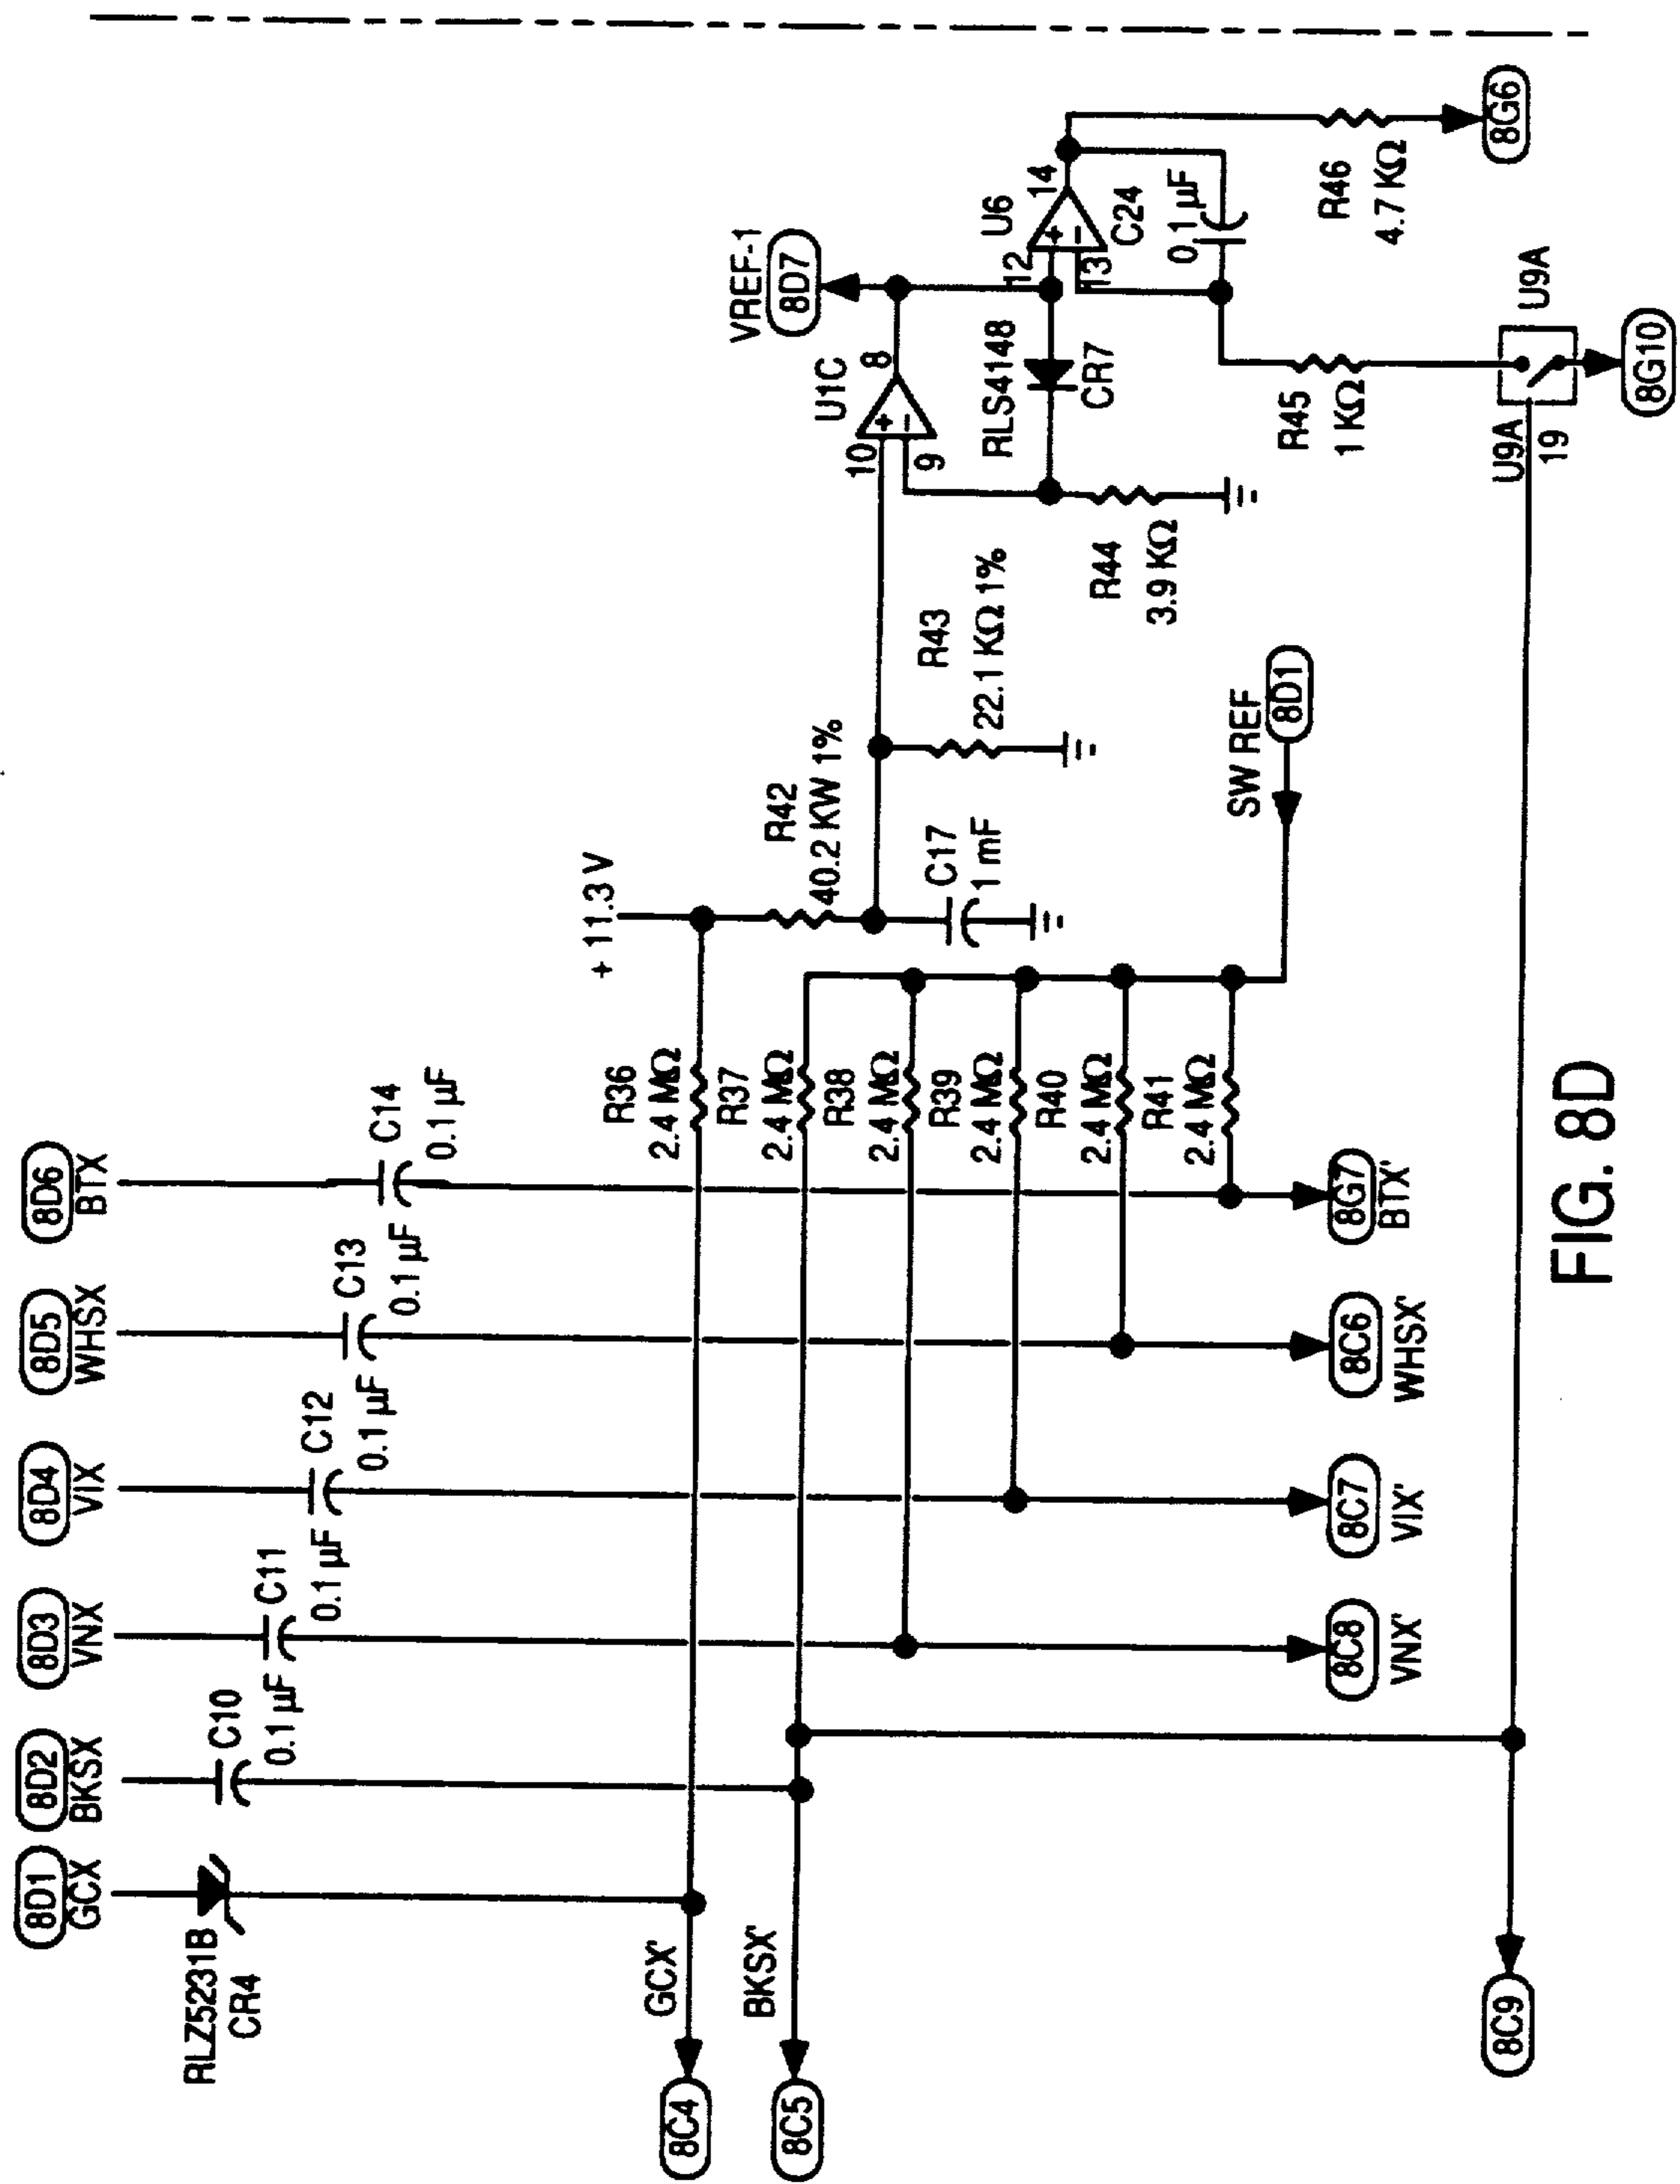 8D1
GCX
8D2
BKSX
8D3
VNX
8D4
VIX
8D5
WHSX
8D6
BTX
RLZ5231B
CR4
C10
0.1 µF
C11
0.1 µF
C12
0.1 µF
C13
0.1 µF
C14
0.1 µF
+ 11.3 V
GCX'
8C4
BKSX'
8C5
R36
2.4 MΩ
R37
2.4 MΩ
R38
2.4 MΩ
R39
2.4 MΩ
R40
2.4 MΩ
R41
2.4 MΩ
R42
40.2 KW 1%
C17
1 mF
R43
22.1 KΩ 1%
SW REF
8D1
VREF-1
8D7
U1C
10
9
8
+
–
RLS4148
CR7
R44
3.9 KΩ
U6
12
13
14
+
–
C24
0.1 µF
R46
4.7 KΩ
8G6
R45
1 KΩ
U9A
19
U9A
8G10
8C8
VNX'
8C7
VIX'
8C6
WHSX'
8G7
BTX'
8C9
FIG. 8D